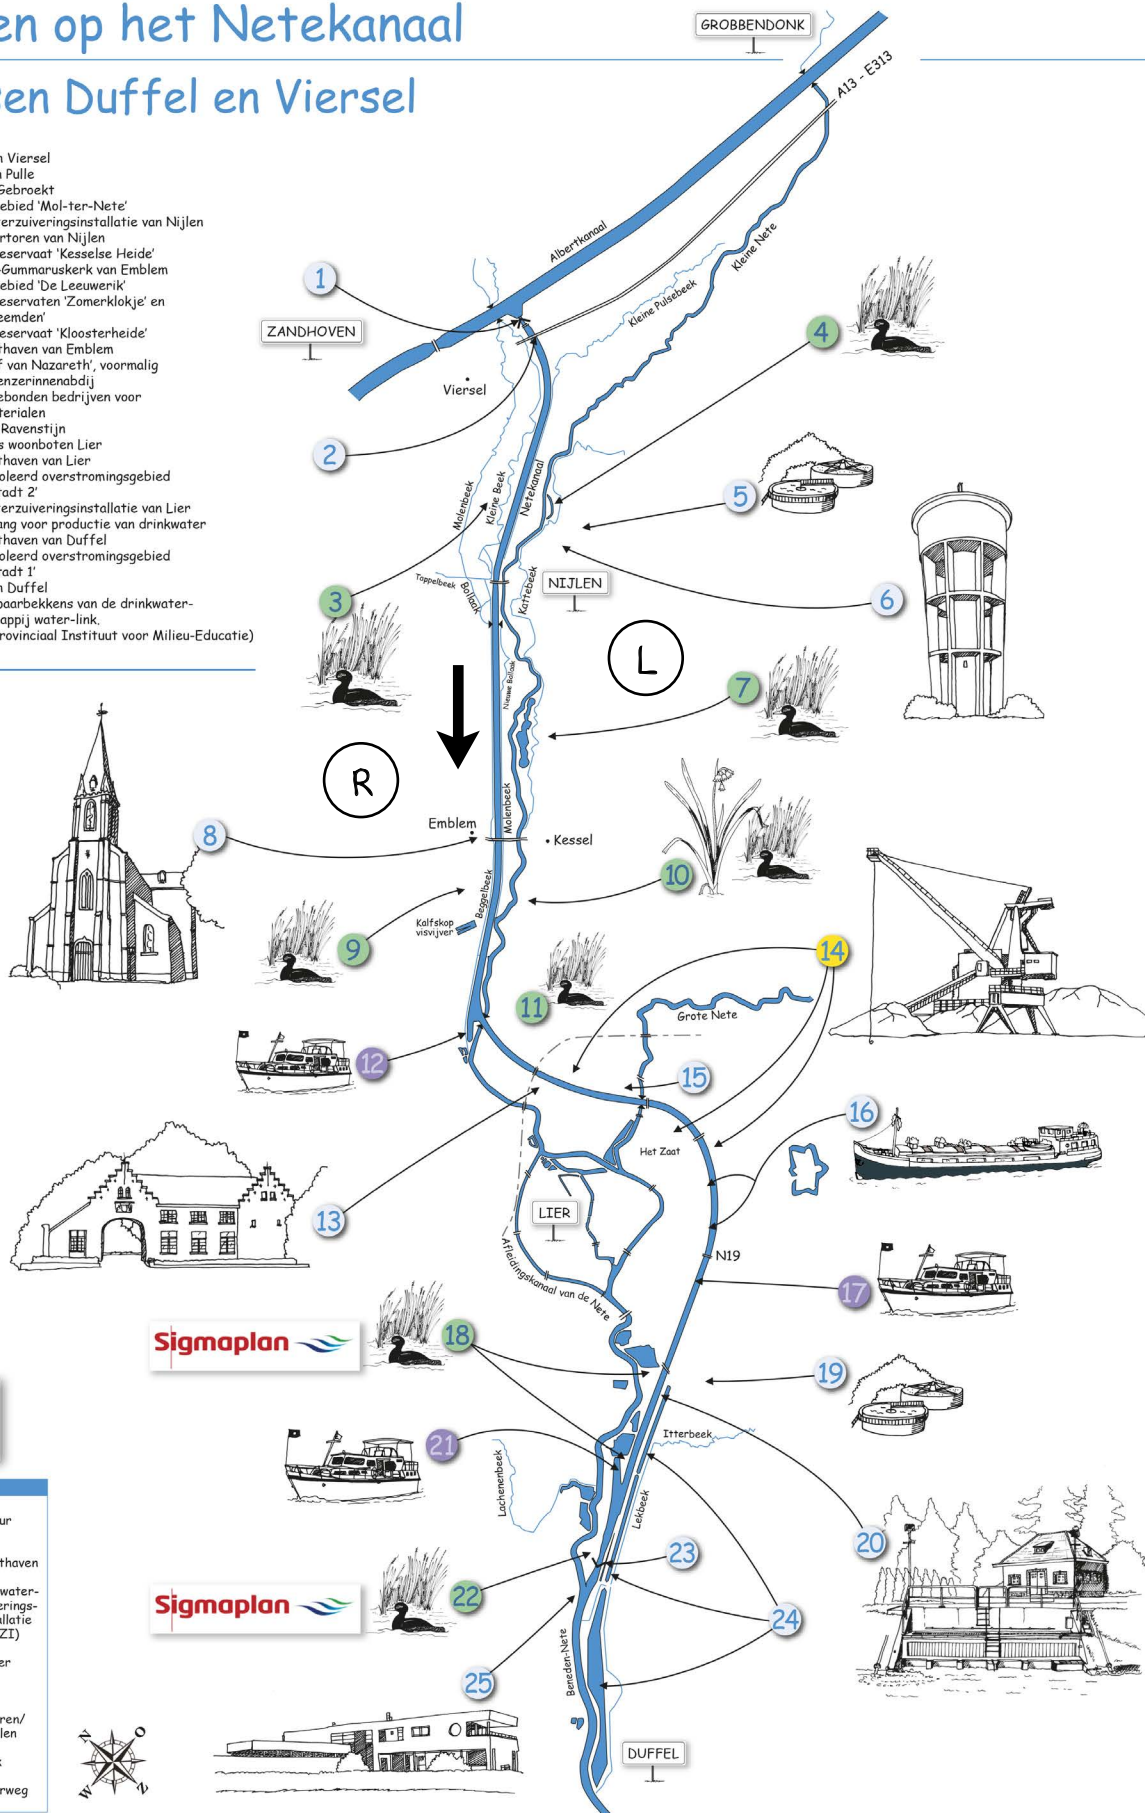 en op het Netekanaal
en Duffel en Viersel
Viersel
Pulle
Gebroekt
ebied 'Mol-ter-Nete'
erzuiveringsinstallatie van Nijlen
rtoren van Nijlen
eservaat 'Kesselse Heide'
-Gummaruskerk van Emblem
ebied 'De Leeuwerik'
eservaten 'Zomerklokje' en
eemden'
eservaat 'Kloosterheide'
thaven van Emblem
f van Nazareth', voormalig
enzerinnenabdij
ebonden bedrijven voor
terialen
Ravenstijn
s woonboten Lier
thaven van Lier
oleerd overstromingsgebied
tadt 2'
erzuiveringsinstallatie van Lier
ang voor productie van drinkwater
thaven van Duffel
oleerd overstromingsgebied
tadt 1'
n Duffel
paarbekkens van de drinkwater-
appij water-link.
rovinciaal Instituut voor Milieu-Educatie)
GROBBENDONK
A13 - E313
Albertkanaal
Kleine Nete
Kleine Pulsebeek
1
ZANDHOVEN
4
Viersel
2
Molenbeek
Kleine Beek
Netekanaal
5
Tappelbeek
Bollaak
Kattebeek
NIJLEN
3
6
L
Nieuwe Bollaak
7
R
Molenbeek
Emblem
Kessel
8
10
Beggelbeek
9
Kalfskop
visvijver
14
11
Grote Nete
12
15
16
Het Zaat
13
LIER
N19
Afleidingskanaal van de Nete
17
Sigmaplan
18
19
21
Itterbeek
Lachenenbeek
Lekbeek
20
23
22
Sigmaplan
24
Beneden-Nete
25
DUFFEL
ur
thaven
water-
erings-
allatie
ZI)
er
ren/
len
k
rweg
N
O
W
Z